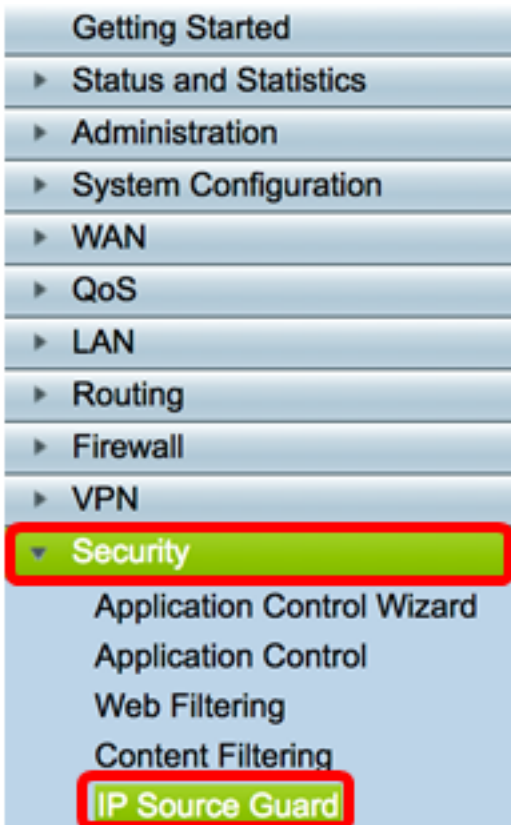 Getting Started
Status and Statistics
Administration
System Configuration
WAN
QoS
LAN
Routing
Firewall
VPN
Security
Application Control Wizard
Application Control
Web Filtering
Content Filtering
IP Source Guard